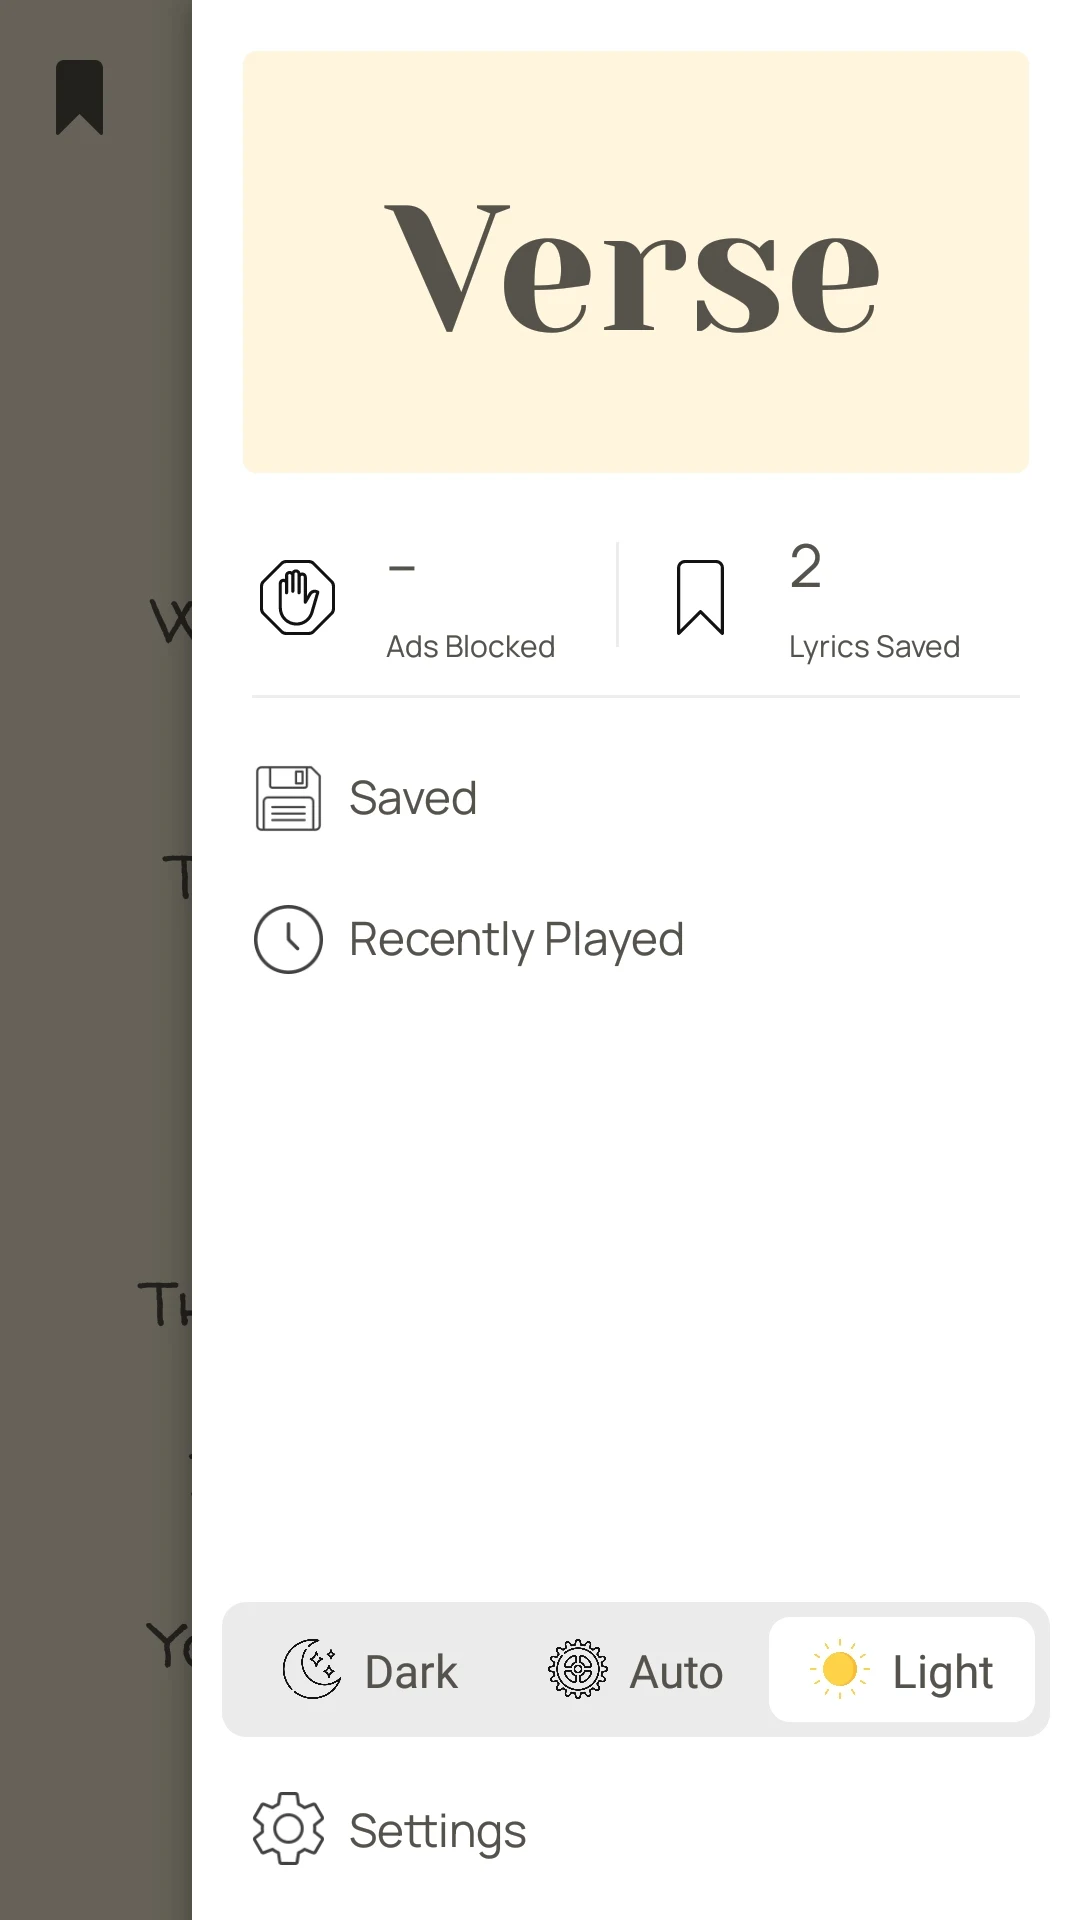 Verse
–
Ads Blocked
2
Lyrics Saved
Saved
Recently Played
Dark
Auto
Light
Settings